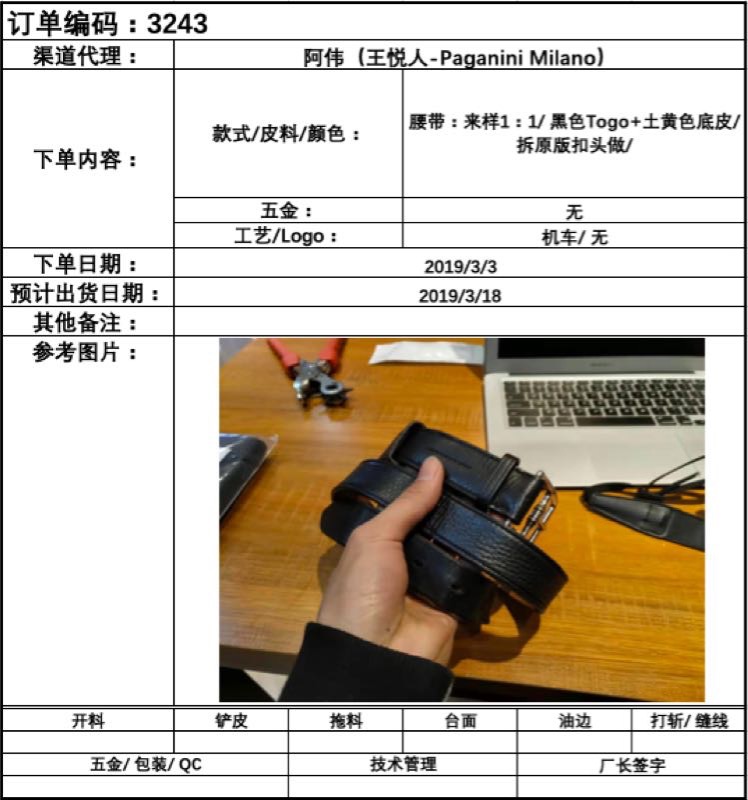 订单编码：3243
渠道代理：
阿伟（王悦人-Paganini Milano）
下单内容：
款式/皮料/颜色：
腰带：来样1：1/ 黑色Togo+土黄色底皮/
拆原版扣头做/
五金：
无
工艺/Logo：
机车/ 无
下单日期：
2019/3/3
预计出货日期：
2019/3/18
其他备注：
参考图片：
开料
铲皮
拖料
台面
油边
打斩/ 缝线
五金/ 包装/ QC
技术管理
厂长签字